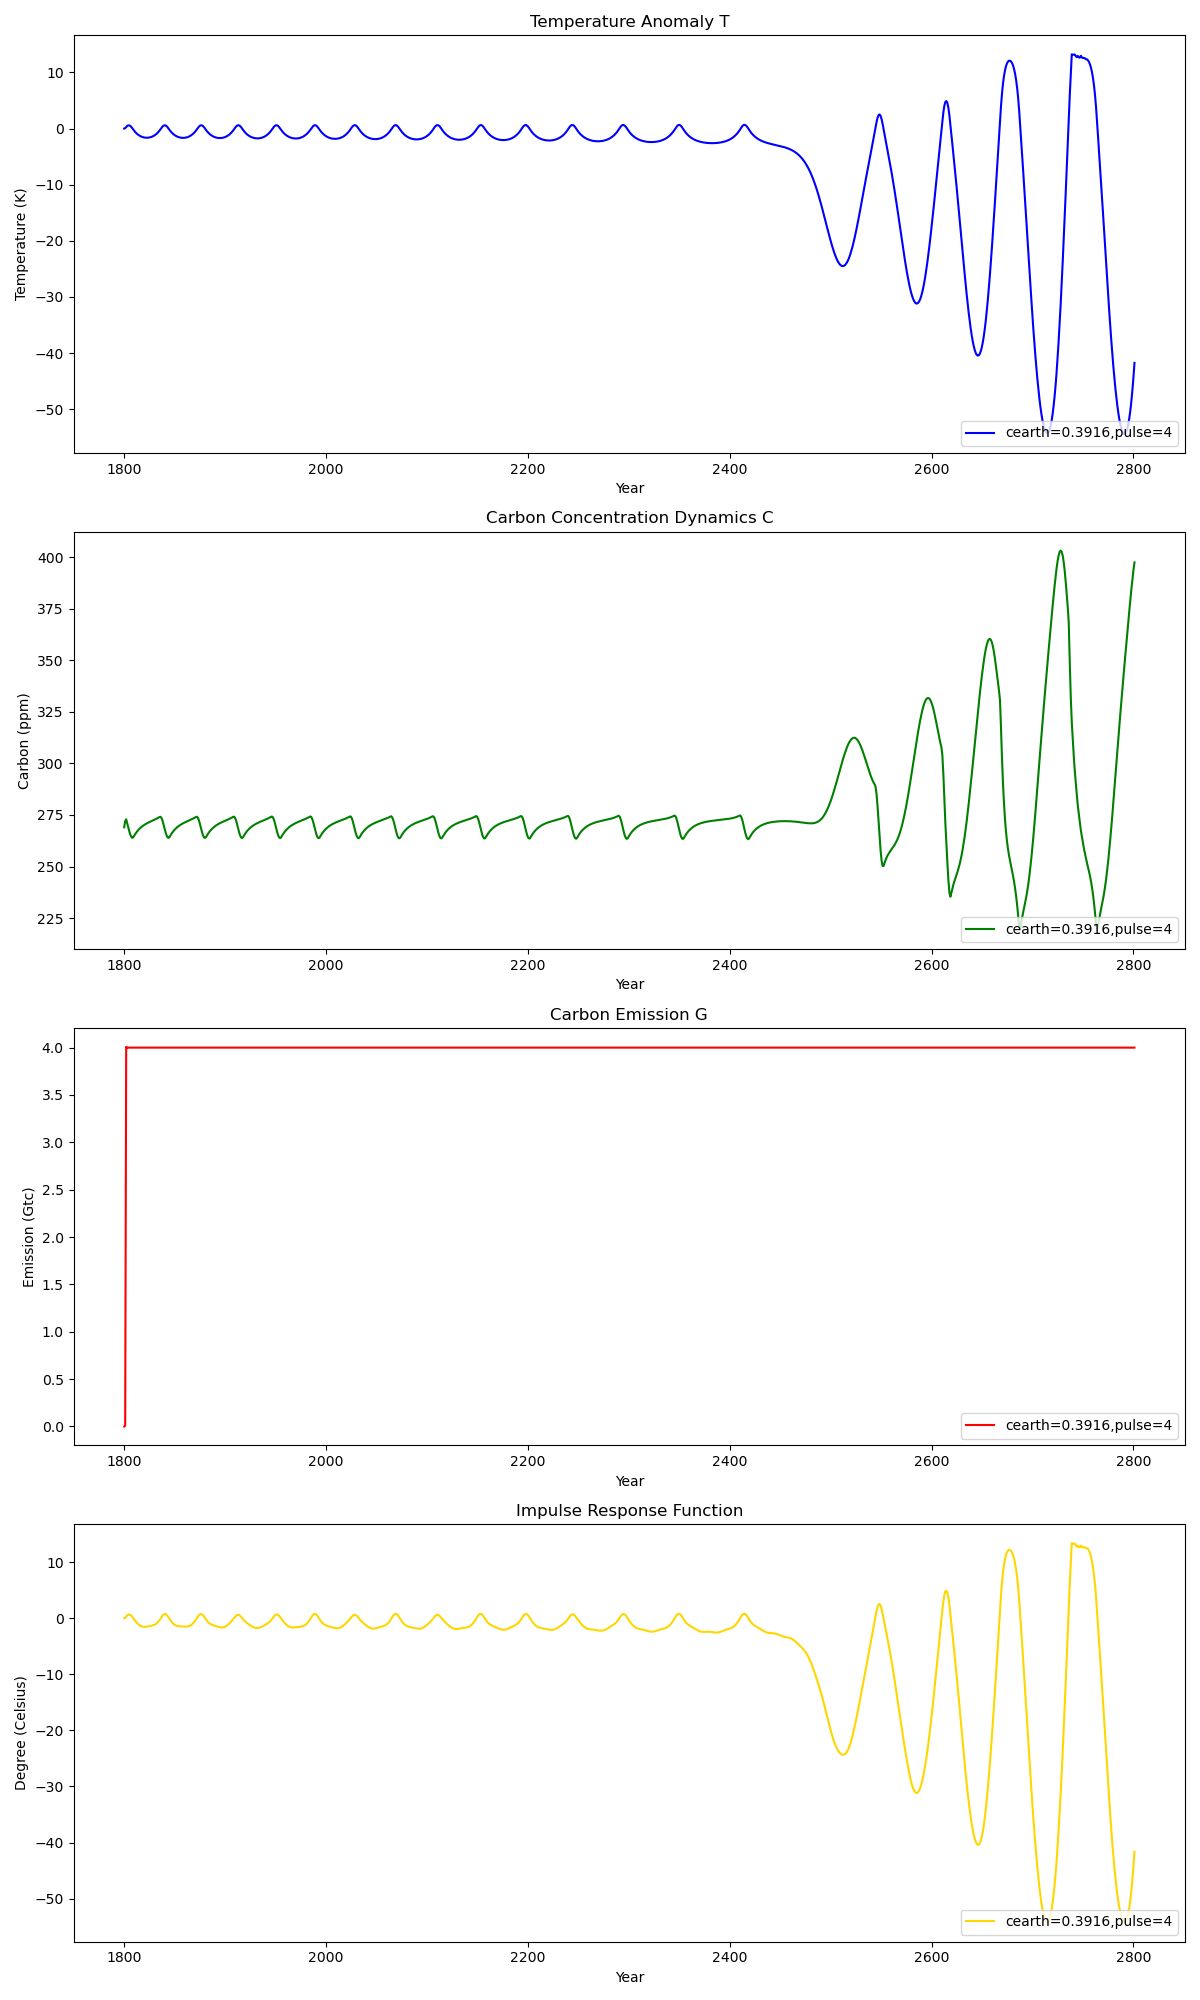 Temperature Anomaly T
10
0
−10
−20
−30
−40
−50
Temperature (K)
cearth=0.3916,pulse=4
1800 2000 2200 2400 2600 2800
Year
Carbon Concentration Dynamics C
400
375
350
325
300
275
250
225
Carbon (ppm)
cearth=0.3916,pulse=4
1800 2000 2200 2400 2600 2800
Year
Carbon Emission G
4.0
3.5
3.0
2.5
2.0
1.5
1.0
0.5
0.0
Emission (Gtc)
cearth=0.3916,pulse=4
1800 2000 2200 2400 2600 2800
Year
Impulse Response Function
10
0
−10
−20
−30
−40
−50
Degree (Celsius)
cearth=0.3916,pulse=4
1800 2000 2200 2400 2600 2800
Year